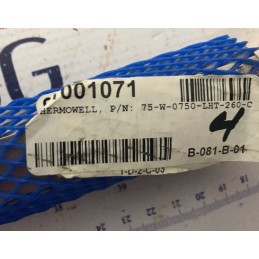 001071
HERMOWELL, P/N: 75-W-0750-LHT-260-C
4
B-081-B-01